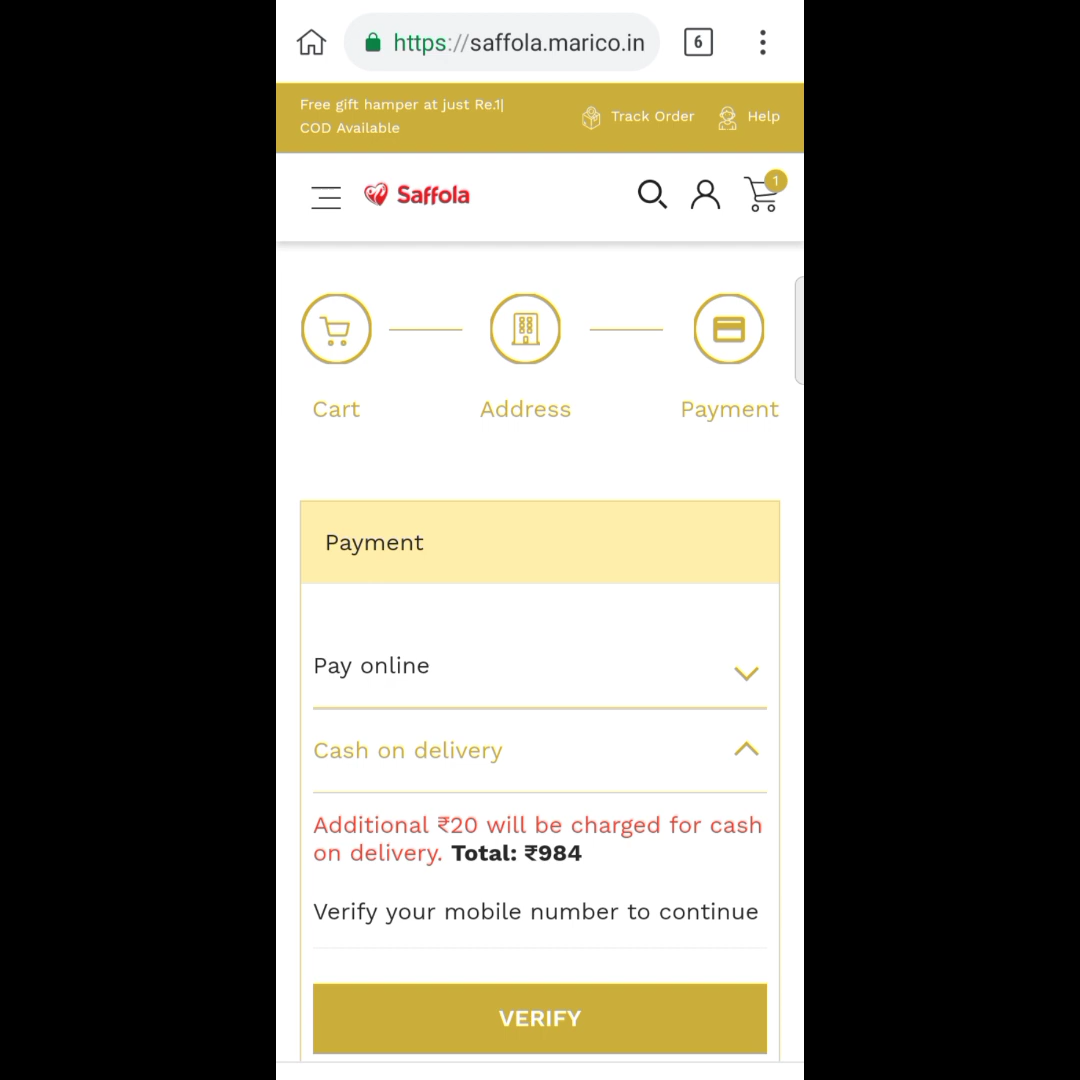 https://saffola.marico.in
6
Free gift hamper at just Re.1|
COD Available
Track Order
Help
Saffola
1
Cart
Address
Payment
Payment
Pay online
Cash on delivery
Additional ₹20 will be charged for cash
on delivery. Total: ₹984
Verify your mobile number to continue
VERIFY